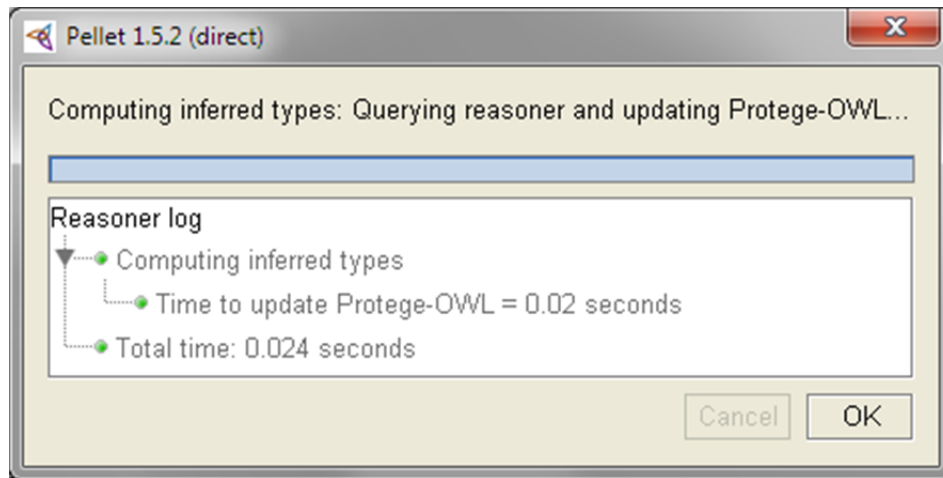 Pellet 1.5.2 (direct)
Computing inferred types: Querying reasoner and updating Protege-OWL...
Reasoner log
Computing inferred types
Time to update Protege-OWL = 0.02 seconds
Total time: 0.024 seconds
Cancel OK